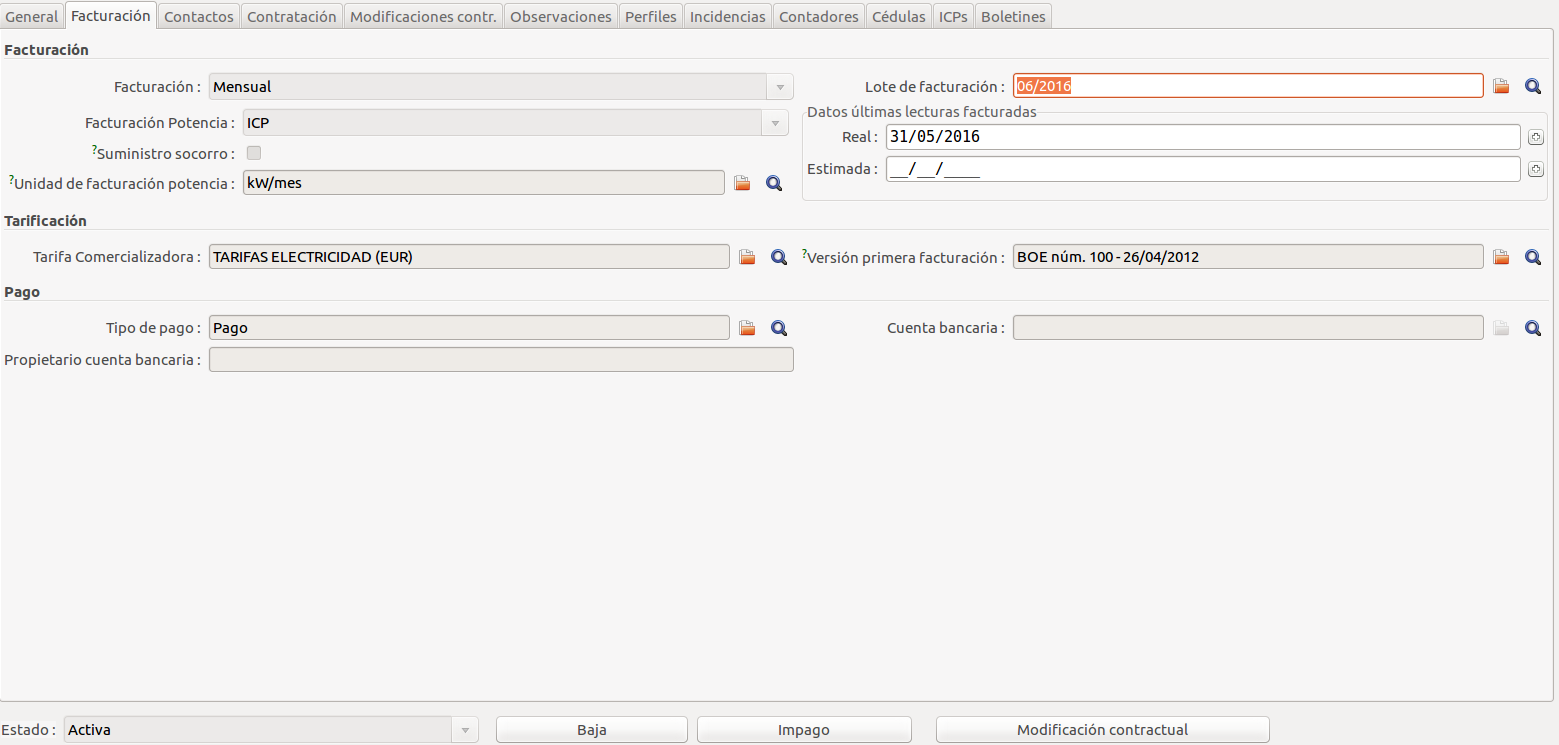 General Facturación Contactos Contratación Modificaciones contr. Observaciones Perfiles Incidencias Contadores Cédulas ICPs Boletines
Facturación
Facturación : Mensual Lote de facturación : 06/2016
Datos últimas lecturas facturadas
Facturación Potencia : ICP
Real : 31/05/2016
?Suministro socorro :
Estimada : __/__/____
?Unidad de facturación potencia : kW/mes
Tarificación
Tarifa Comercializadora : TARIFAS ELECTRICIDAD (EUR) ?Versión primera facturación : BOE núm. 100 - 26/04/2012
Pago
Tipo de pago : Pago Cuenta bancaria :
Propietario cuenta bancaria :
Estado : Activa Baja Impago Modificación contractual